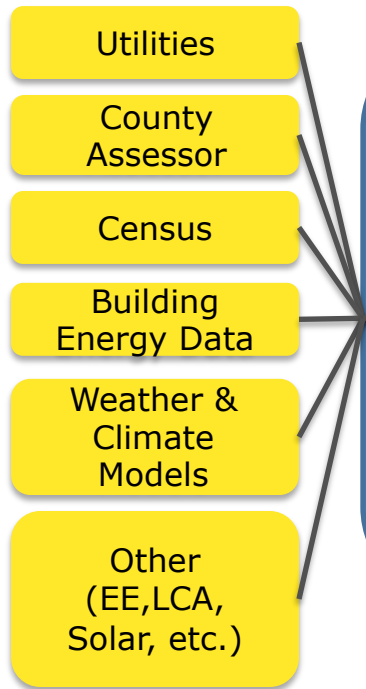 Utilities
County
Assessor
Census
Building
Energy Data
Weather &
Climate
Models
Other
(EE,LCA,
Solar, etc.)